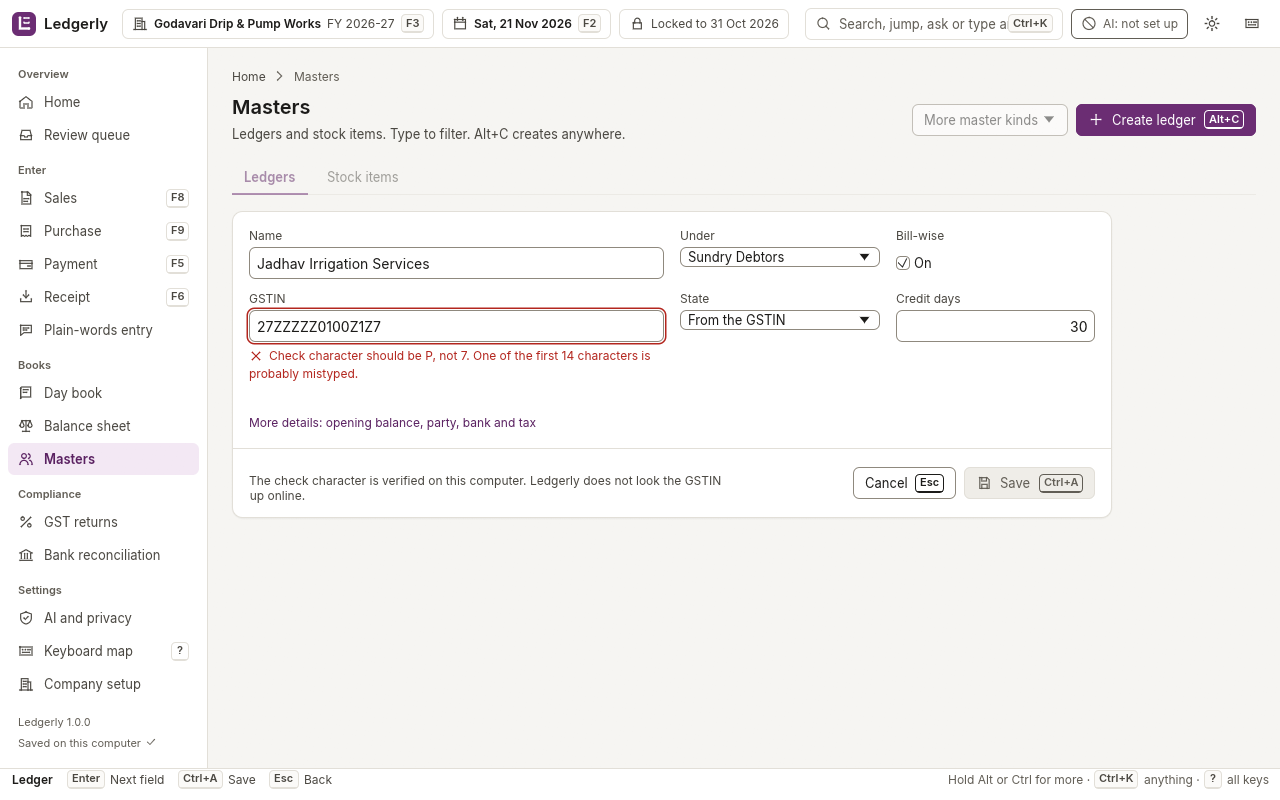 Ledgerly
Godavari Drip & Pump Works FY 2026-27 F3
Sat, 21 Nov 2026 F2
Locked to 31 Oct 2026
Search, jump, ask or type a Ctrl+K
AI: not set up
Overview
Home
Review queue
Enter
Sales F8
Purchase F9
Payment F5
Receipt F6
Plain-words entry
Books
Day book
Balance sheet
Masters
Compliance
GST returns
Bank reconciliation
Settings
AI and privacy
Keyboard map ?
Company setup
Ledgerly 1.0.0
Saved on this computer
Home Masters
Masters
Ledgers and stock items. Type to filter. Alt+C creates anywhere.
More master kinds
Create ledger Alt+C
Ledgers Stock items
Name
Jadhav Irrigation Services
Under
Sundry Debtors
Bill-wise
On
GSTIN
27ZZZZZ0100Z1Z7
Check character should be P, not 7. One of the first 14 characters is
probably mistyped.
State
From the GSTIN
Credit days
30
More details: opening balance, party, bank and tax
The check character is verified on this computer. Ledgerly does not look the GSTIN
up online.
Cancel Esc
Save Ctrl+A
Ledger Enter Next field Ctrl+A Save Esc Back
Hold Alt or Ctrl for more · Ctrl+K anything · ? all keys